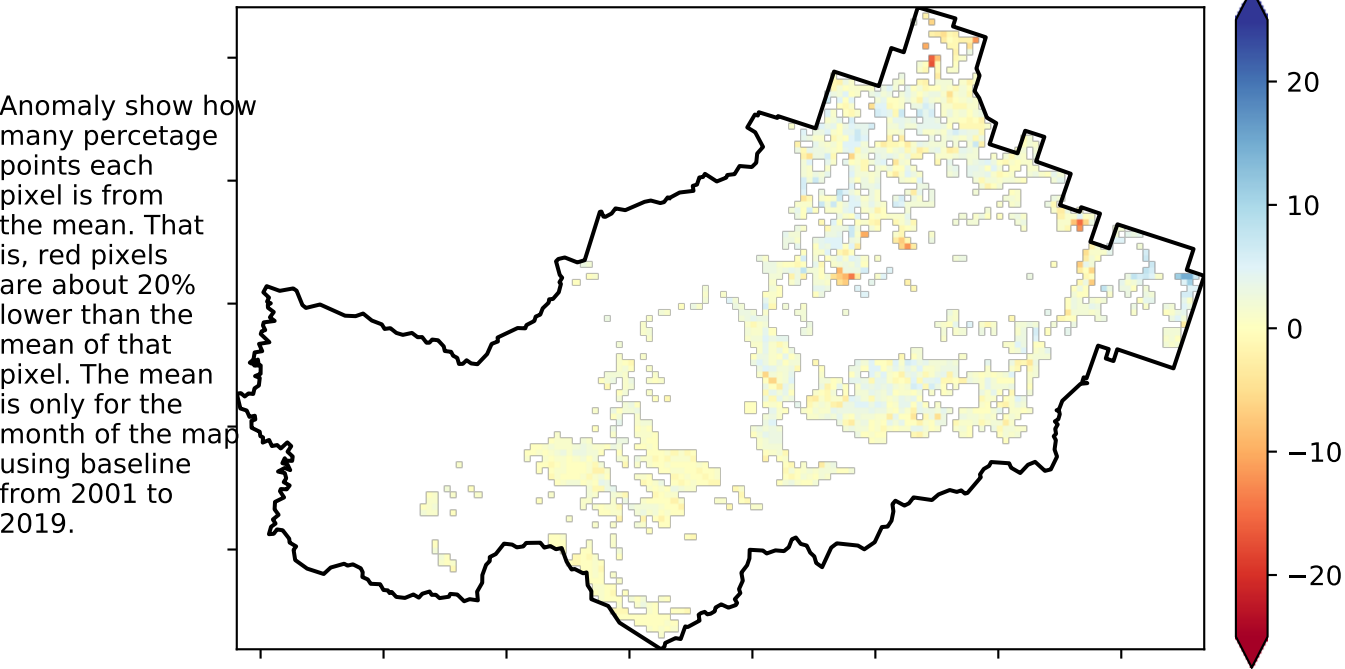 Anomaly show how
many percetage
points each
pixel is from
the mean. That
is, red pixels
are about 20%
lower than the
mean of that
pixel. The mean
is only for the
month of the map
using baseline
from 2001 to
2019.
20
10
0
−10
−20